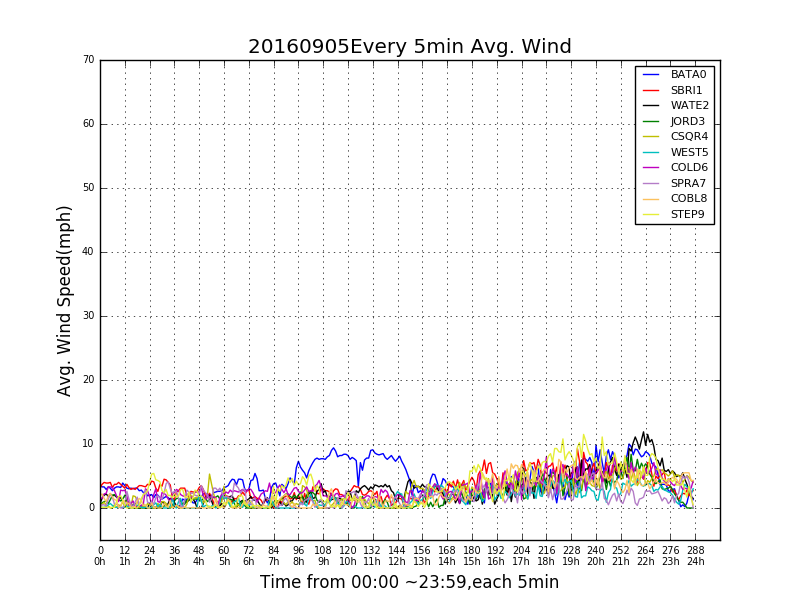 20160905Every 5min Avg. Wind
70
60
50
40
30
20
10
0
Avg. Wind Speed(mph)
BATA0
SBRI1
WATE2
JORD3
CSQR4
WEST5
COLD6
SPRA7
COBL8
STEP9
0 12 24 36 48 60 72 84 96 108 120 132 144 156 168 180 192 204 216 228 240 252 264 276 288
0h 1h 2h 3h 4h 5h 6h 7h 8h 9h 10h 11h 12h 13h 14h 15h 16h 17h 18h 19h 20h 21h 22h 23h 24h
Time from 00:00 ~23:59,each 5min